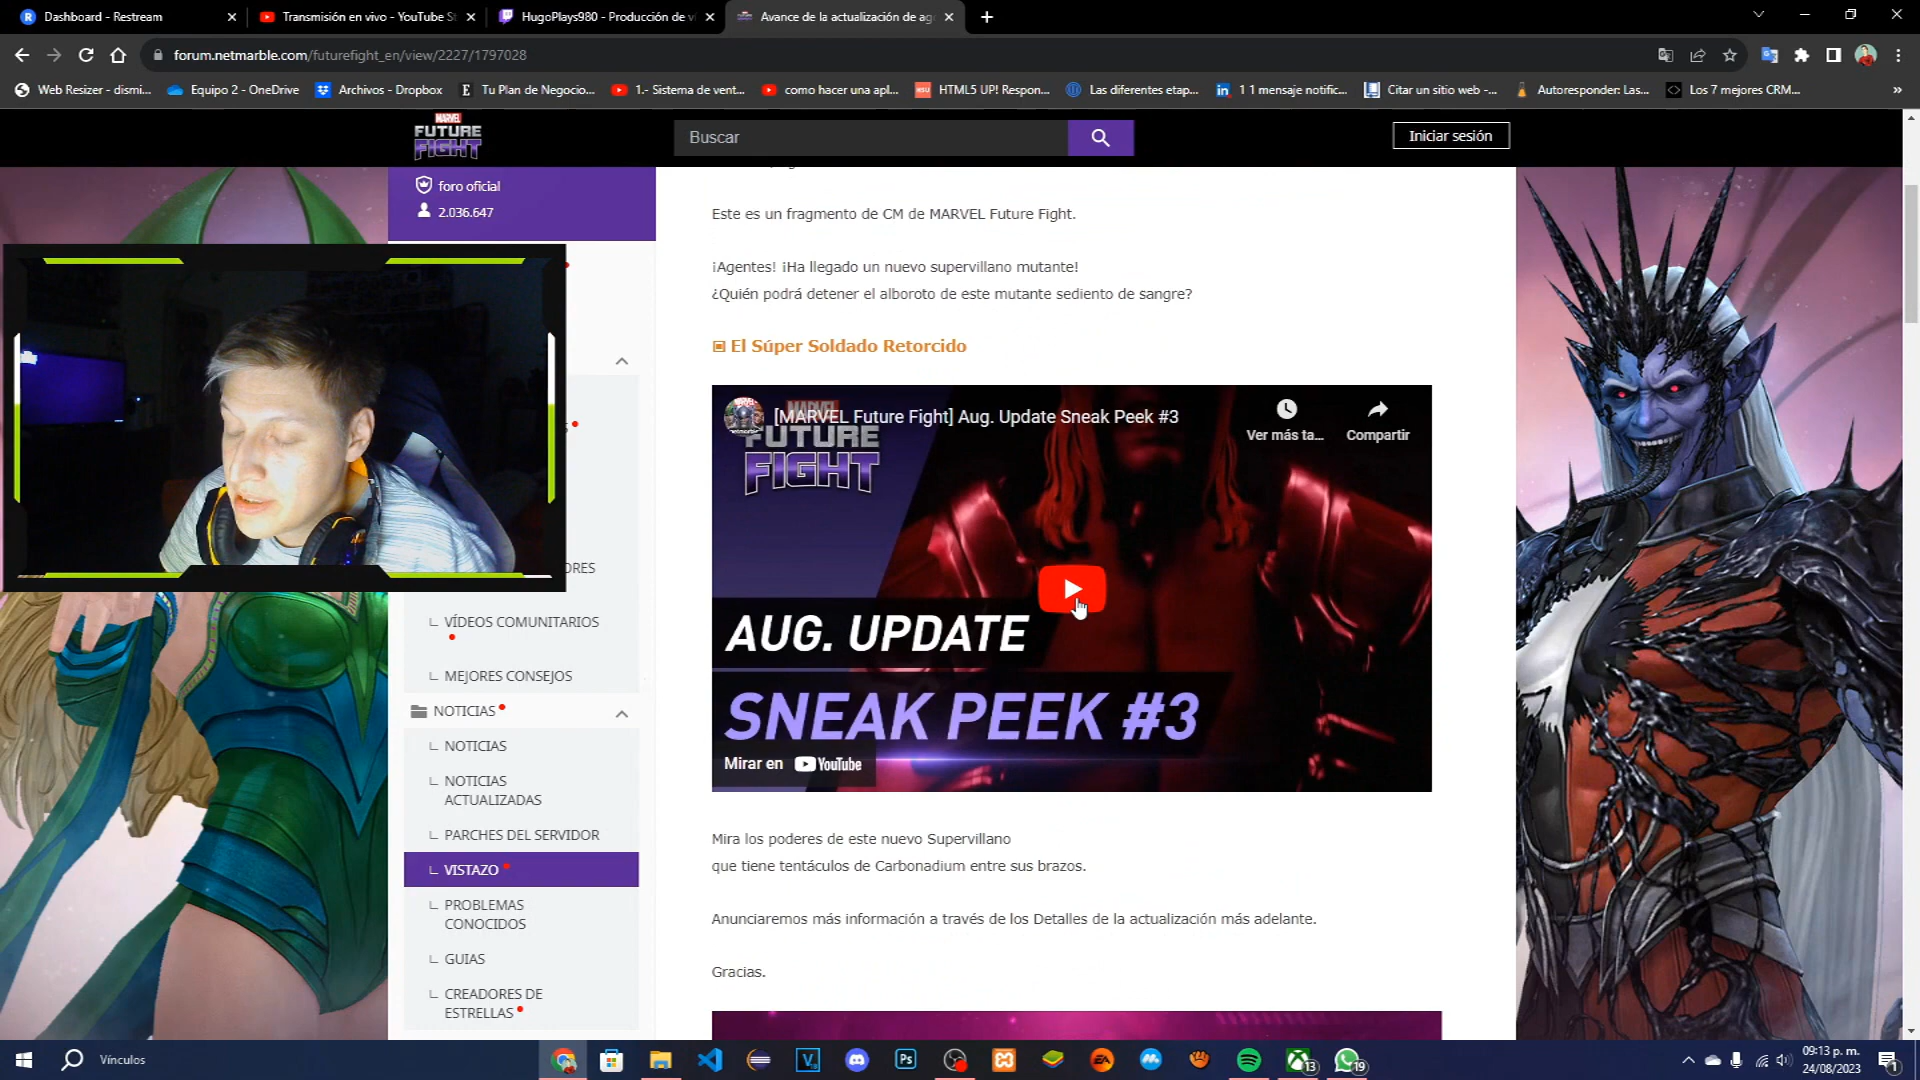 Dashboard - Restream
Transmisión en vivo - YouTube S
HugoPlays980 - Producción de v
Avance de la actualización de ag
forum.netmarble.com/futurefight_en/view/2227/1797028
Web Resizer - dismi...
Equipo 2 - OneDrive
Archivos - Dropbox
Tu Plan de Negocio...
1.- Sistema de vent...
como hacer una apl...
HTML5 UP! Respon...
Las diferentes etap...
1 1 mensaje notific...
Citar un sitio web -...
Autoresponder: Las...
Los 7 mejores CRM...
»
MARVEL
FUTURE
FIGHT
Buscar
Iniciar sesión
foro oficial
2.036.647
DORES
VÍDEOS COMUNITARIOS
MEJORES CONSEJOS
NOTICIAS
NOTICIAS
NOTICIAS
ACTUALIZADAS
PARCHES DEL SERVIDOR
VISTAZO
PROBLEMAS
CONOCIDOS
GUIAS
CREADORES DE
ESTRELLAS
Este es un fragmento de CM de MARVEL Future Fight.
¡Agentes! ¡Ha llegado un nuevo supervillano mutante!
¿Quién podrá detener el alboroto de este mutante sediento de sangre?
▣ El Súper Soldado Retorcido
[MARVEL Future Fight] Aug. Update Sneak Peek #3
Ver más ta...
Compartir
MARVEL
FUTURE
FIGHT
AUG. UPDATE
SNEAK PEEK #3
Mirar en YouTube
Mira los poderes de este nuevo Supervillano
que tiene tentáculos de Carbonadium entre sus brazos.
Anunciaremos más información a través de los Detalles de la actualización más adelante.
Gracias.
Vínculos
13
19
09:13 p. m.
24/08/2023
1